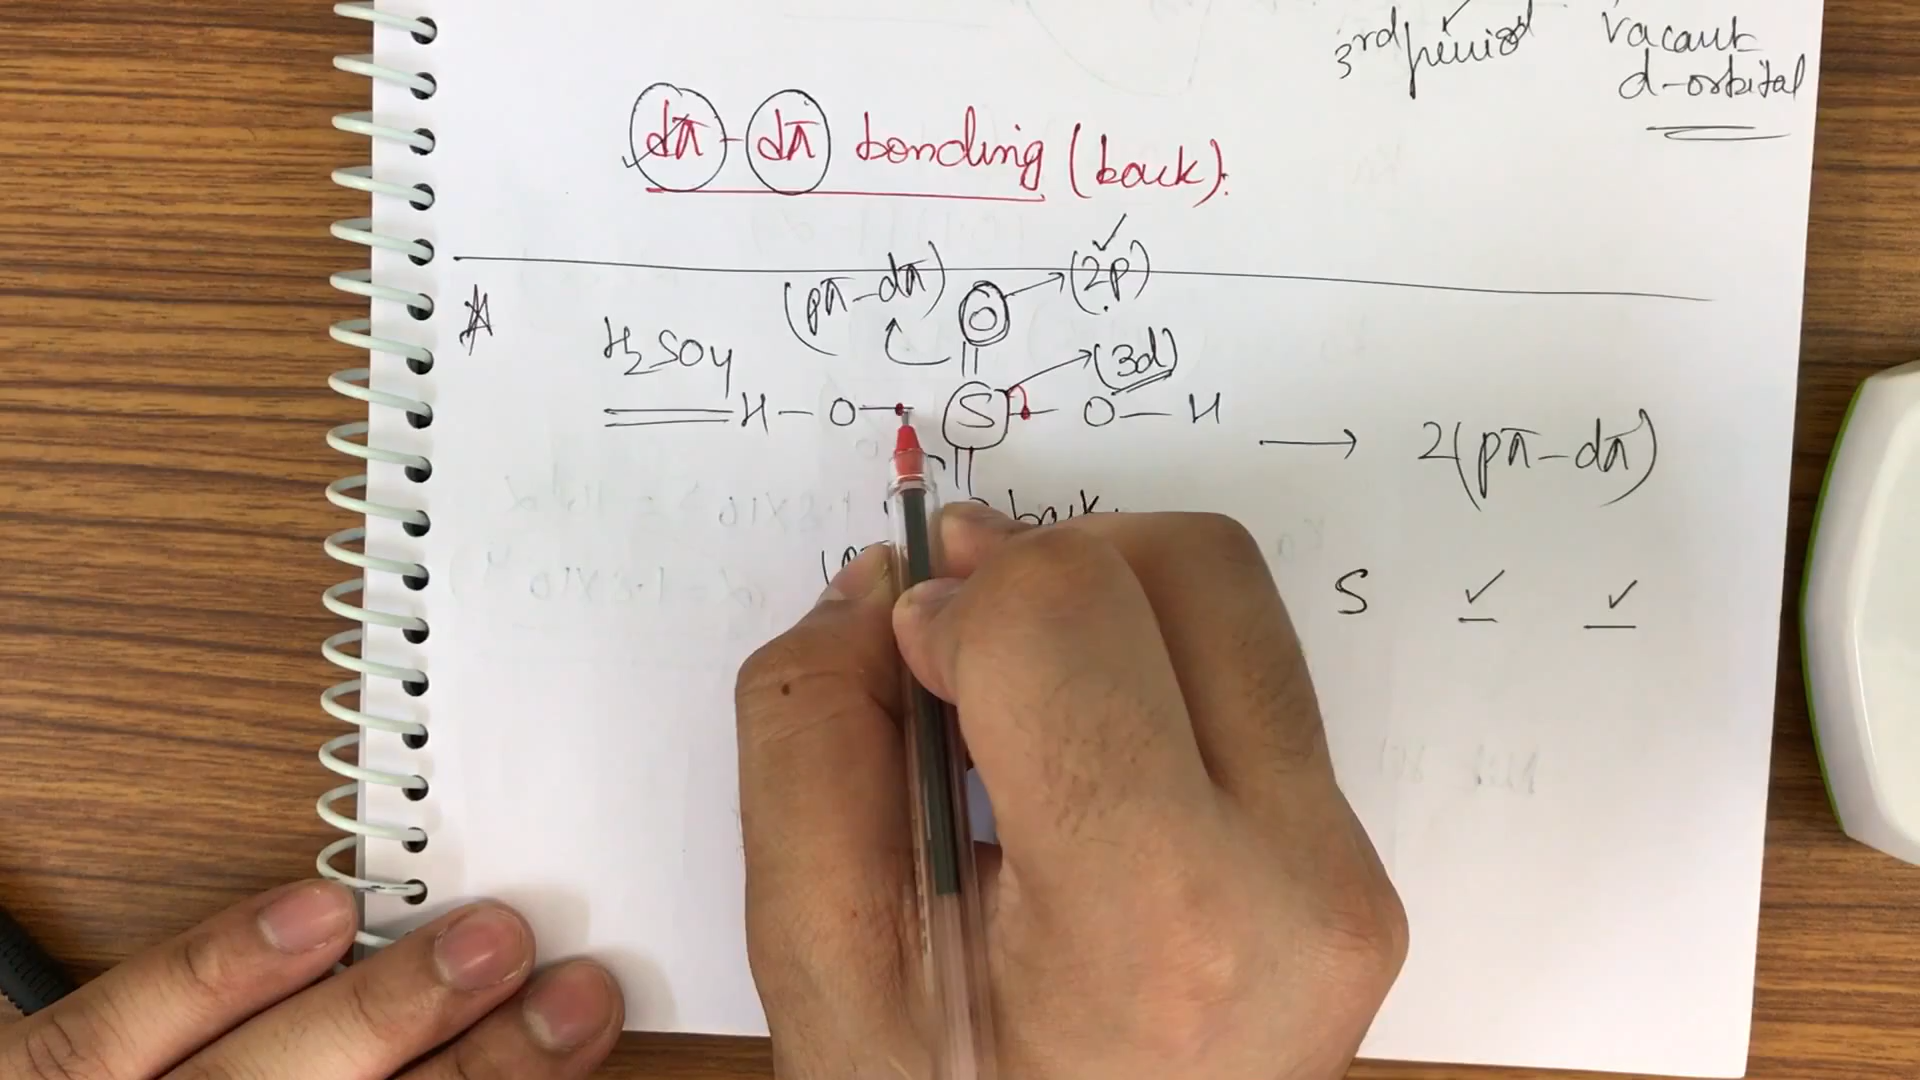 3rd period vacant
d-orbital
dπ-dπ bonding (back):
(pπ-dπ) O → (2p)
H2SO4 → (3d)
H-O-S-O-H → 2(pπ-dπ)
back
S